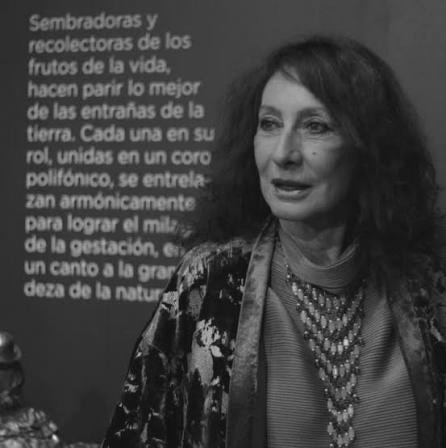 Sembradoras y
recolectoras de los
frutos de la vida,
hacen parir lo mejor
de las entrañas de la
tierra. Cada una en su
rol, unidas en un coro
polifónico, se entrela-
zan armónicamente
para lograr el
de la gestación,
un canto a la gran-
deza de la